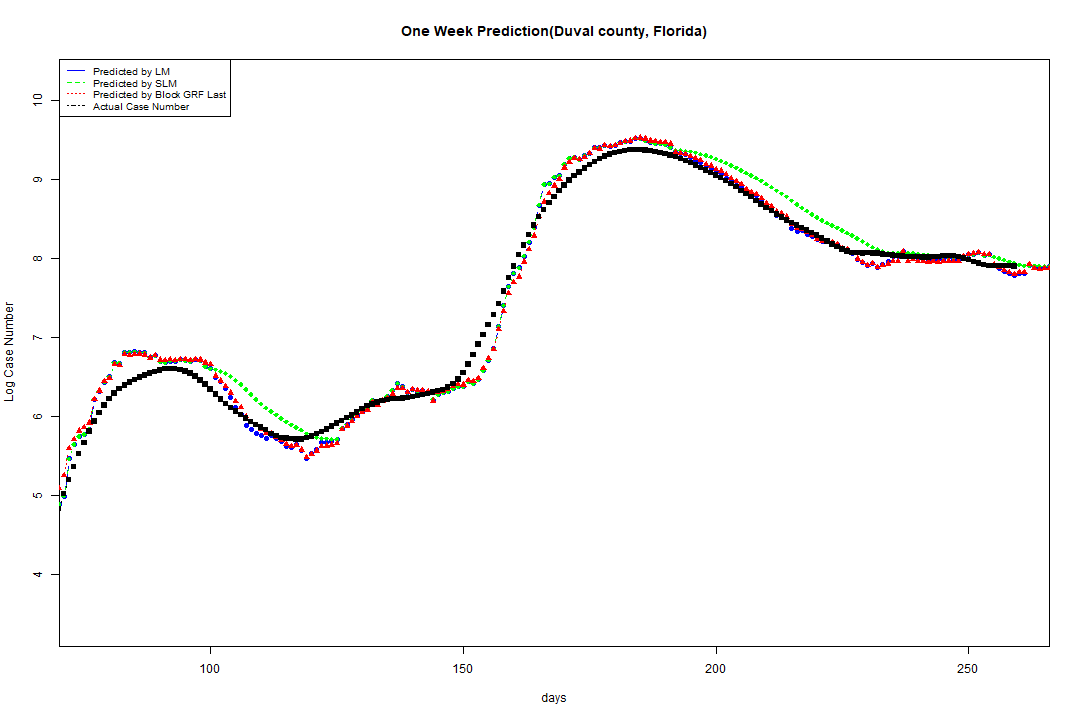 One Week Prediction(Duval county, Florida)
Predicted by LM
Predicted by SLM
Predicted by Block GRF Last
Actual Case Number
10
9
8
7
6
5
4
Log Case Number
100
150
200
250
days